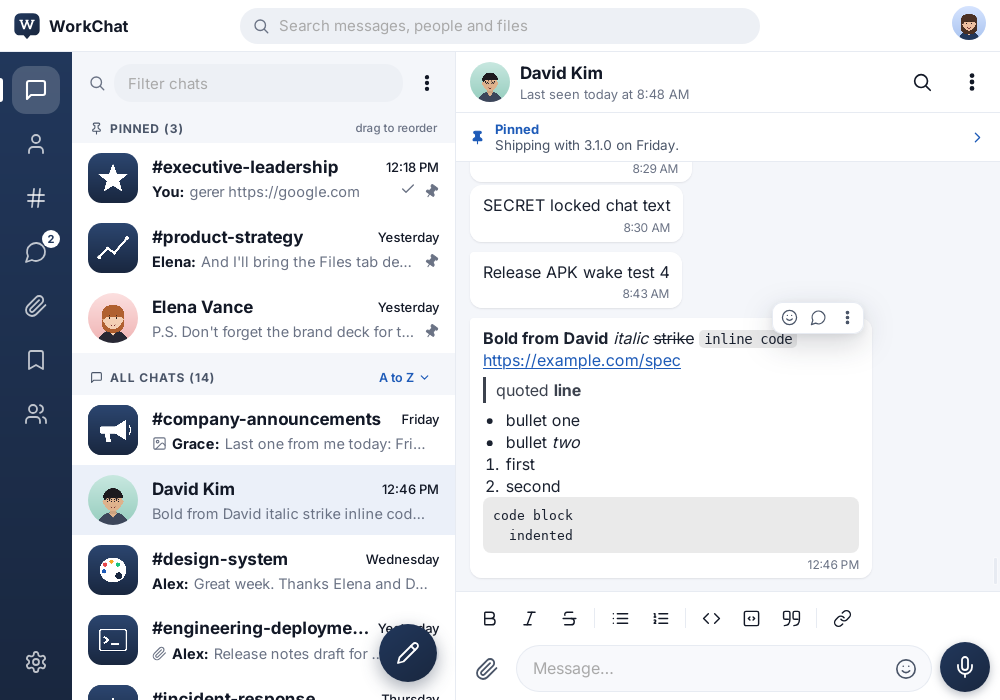 WorkChat
Search messages, people and files
Filter chats
PINNED (3)
drag to reorder
#executive-leadership 12:18 PM
You: gerer https://google.com
#product-strategy Yesterday
Elena: And I'll bring the Files tab de...
Elena Vance Yesterday
P.S. Don't forget the brand deck for t...
2
ALL CHATS (14)
A to Z
#company-announcements Friday
Grace: Last one from me today: Fri...
David Kim 12:46 PM
Bold from David italic strike inline cod...
#design-system Wednesday
Alex: Great week. Thanks Elena and D...
#engineering-deployme...
Alex: Release notes draft for ...
#incident-response Thursday
David Kim
Last seen today at 8:48 AM
Pinned
Shipping with 3.1.0 on Friday.
8:29 AM
SECRET locked chat text
8:30 AM
Release APK wake test 4
8:43 AM
Bold from David italic strike inline code
https://example.com/spec
quoted line
• bullet one
• bullet two
1. first
2. second
code block
  indented
12:46 PM
Message...